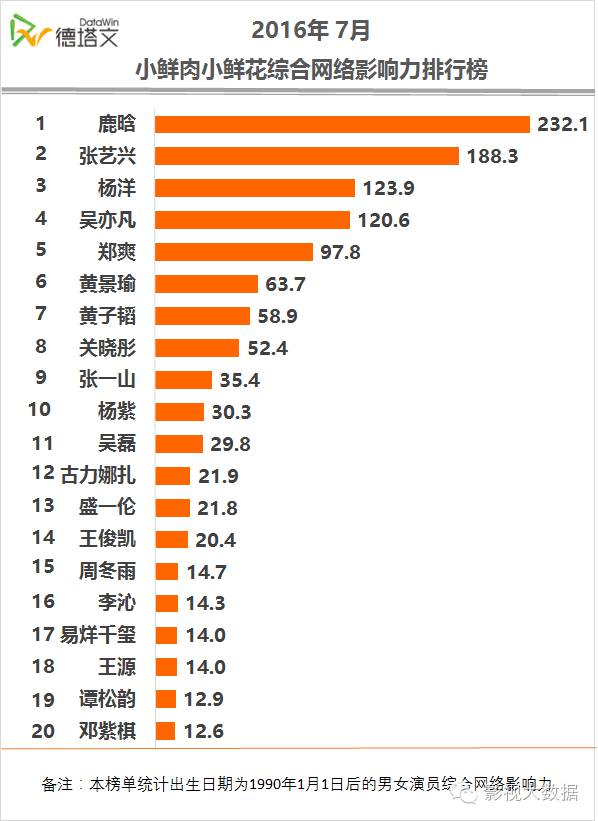 DataWin
德塔文
2016年 7月
小鲜肉小鲜花综合网络影响力排行榜
1 鹿晗 232.1
2 张艺兴 188.3
3 杨洋 123.9
4 吴亦凡 120.6
5 郑爽 97.8
6 黄景瑜 63.7
7 黄子韬 58.9
8 关晓彤 52.4
9 张一山 35.4
10 杨紫 30.3
11 吴磊 29.8
12 古力娜扎 21.9
13 盛一伦 21.8
14 王俊凯 20.4
15 周冬雨 14.7
16 李沁 14.3
17 易烊千玺 14.0
18 王源 14.0
19 谭松韵 12.9
20 邓紫棋 12.6
备注：本榜单统计出生日期为1990年1月1日后的男女演员综合网络影响力
影视大数据